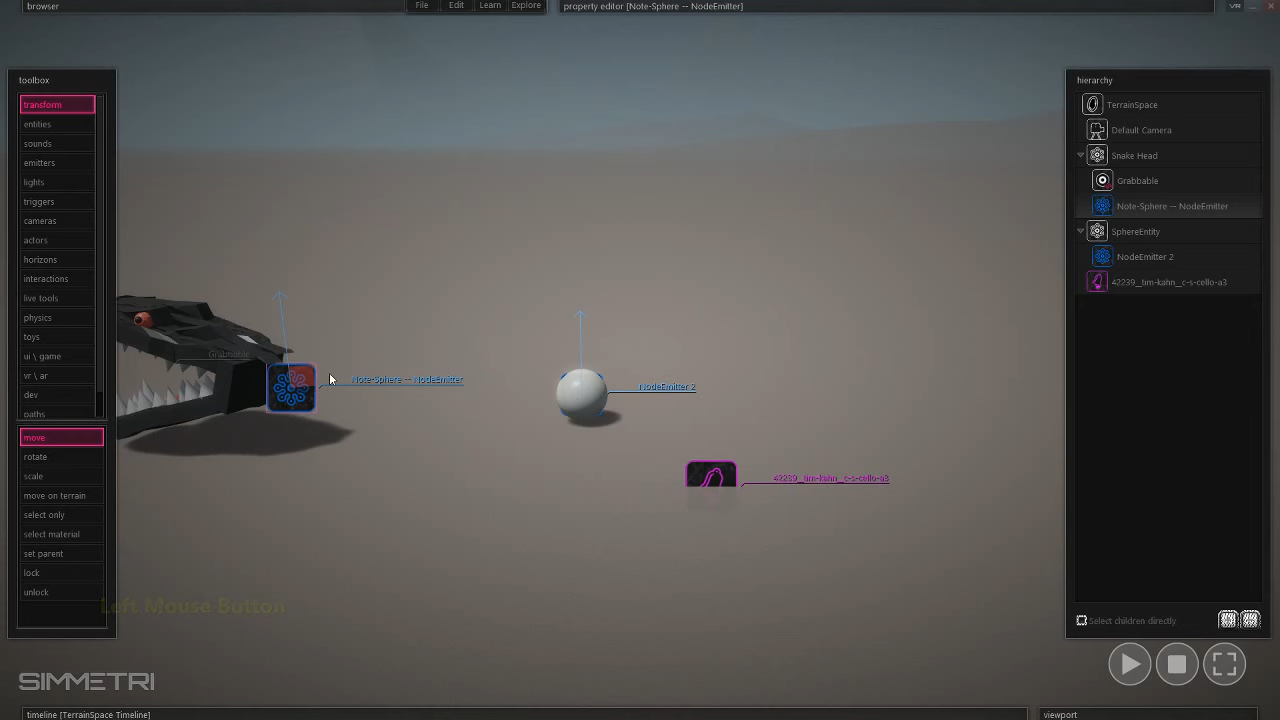 browser
File Edit Learn Explore
property editor [Note-Sphere -- NodeEmitter]
VR
toolbox
transform
entities
sounds
emitters
lights
triggers
cameras
actors
horizons
interactions
live tools
physics
toys
ui \ game
vr \ ar
dev
paths
move
rotate
scale
move on terrain
select only
select material
set parent
lock
unlock
Grabbable
Note-Sphere -- NodeEmitter
NodeEmitter 2
42239__tim-kahn__c-s-cello-a3
Left Mouse Button
hierarchy
TerrainSpace
Default Camera
Snake Head
Grabbable
Note-Sphere -- NodeEmitter
SphereEntity
NodeEmitter 2
42239__tim-kahn__c-s-cello-a3
Select children directly
SIMMETRI
timeline [TerrainSpace Timeline]
viewport